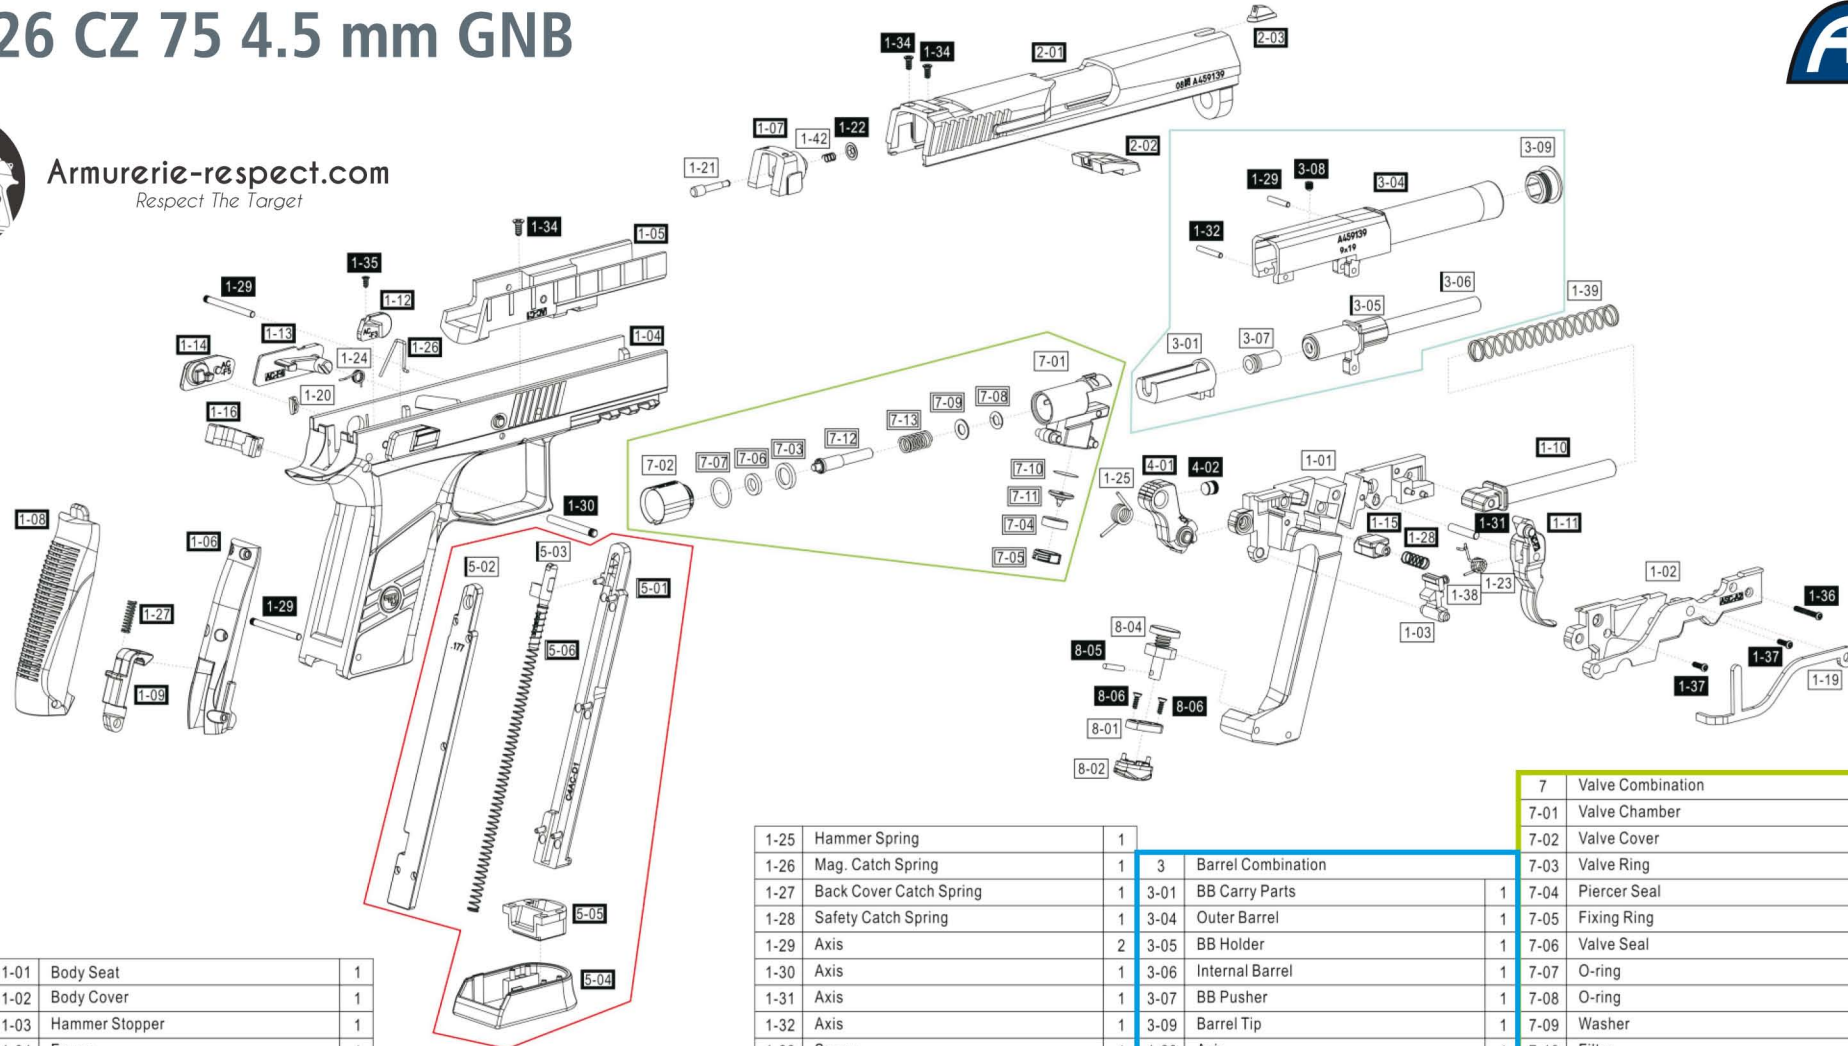 26 CZ 75 4.5 mm GNB
Armurerie-respect.com
Respect The Target
1-34
1-34
2-01
2-03
08 A459139
1-07
1-42
1-22
1-21
2-02
3-09
3-08
1-29
3-04
A459139
9x19
1-32
3-06
1-39
3-05
3-07
3-01
1-34
1-05
1-35
1-29
1-12
1-04
1-13
1-14
1-26
1-24
1-20
1-16
7-01
7-08
7-09
7-13
7-12
7-03
7-06
7-07
7-02
7-10
7-11
7-04
7-05
1-10
1-01
4-01
4-02
1-25
1-15
1-31
1-11
1-28
1-23
1-38
1-03
1-02
1-36
1-37
1-37
1-19
1-30
1-08
1-06
1-27
1-29
1-09
5-03
5-02
5-01
.177
5-06
C4AC-D1
5-05
5-04
8-04
8-05
8-06
8-06
8-01
8-02
1-01 Body Seat 1
1-02 Body Cover 1
1-03 Hammer Stopper 1
1-25 Hammer Spring 1
1-26 Mag. Catch Spring 1
1-27 Back Cover Catch Spring 1
1-28 Safety Catch Spring 1
1-29 Axis 2
1-30 Axis 1
1-31 Axis 1
1-32 Axis 1
3 Barrel Combination
3-01 BB Carry Parts 1
3-04 Outer Barrel 1
3-05 BB Holder 1
3-06 Internal Barrel 1
3-07 BB Pusher 1
3-09 Barrel Tip 1
7 Valve Combination
7-01 Valve Chamber
7-02 Valve Cover
7-03 Valve Ring
7-04 Piercer Seal
7-05 Fixing Ring
7-06 Valve Seal
7-07 O-ring
7-08 O-ring
7-09 Washer